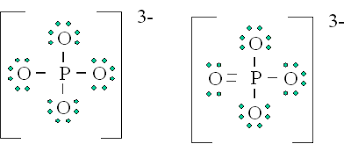 3-
O
O – P – O
O
3-
O
O = P – O
O